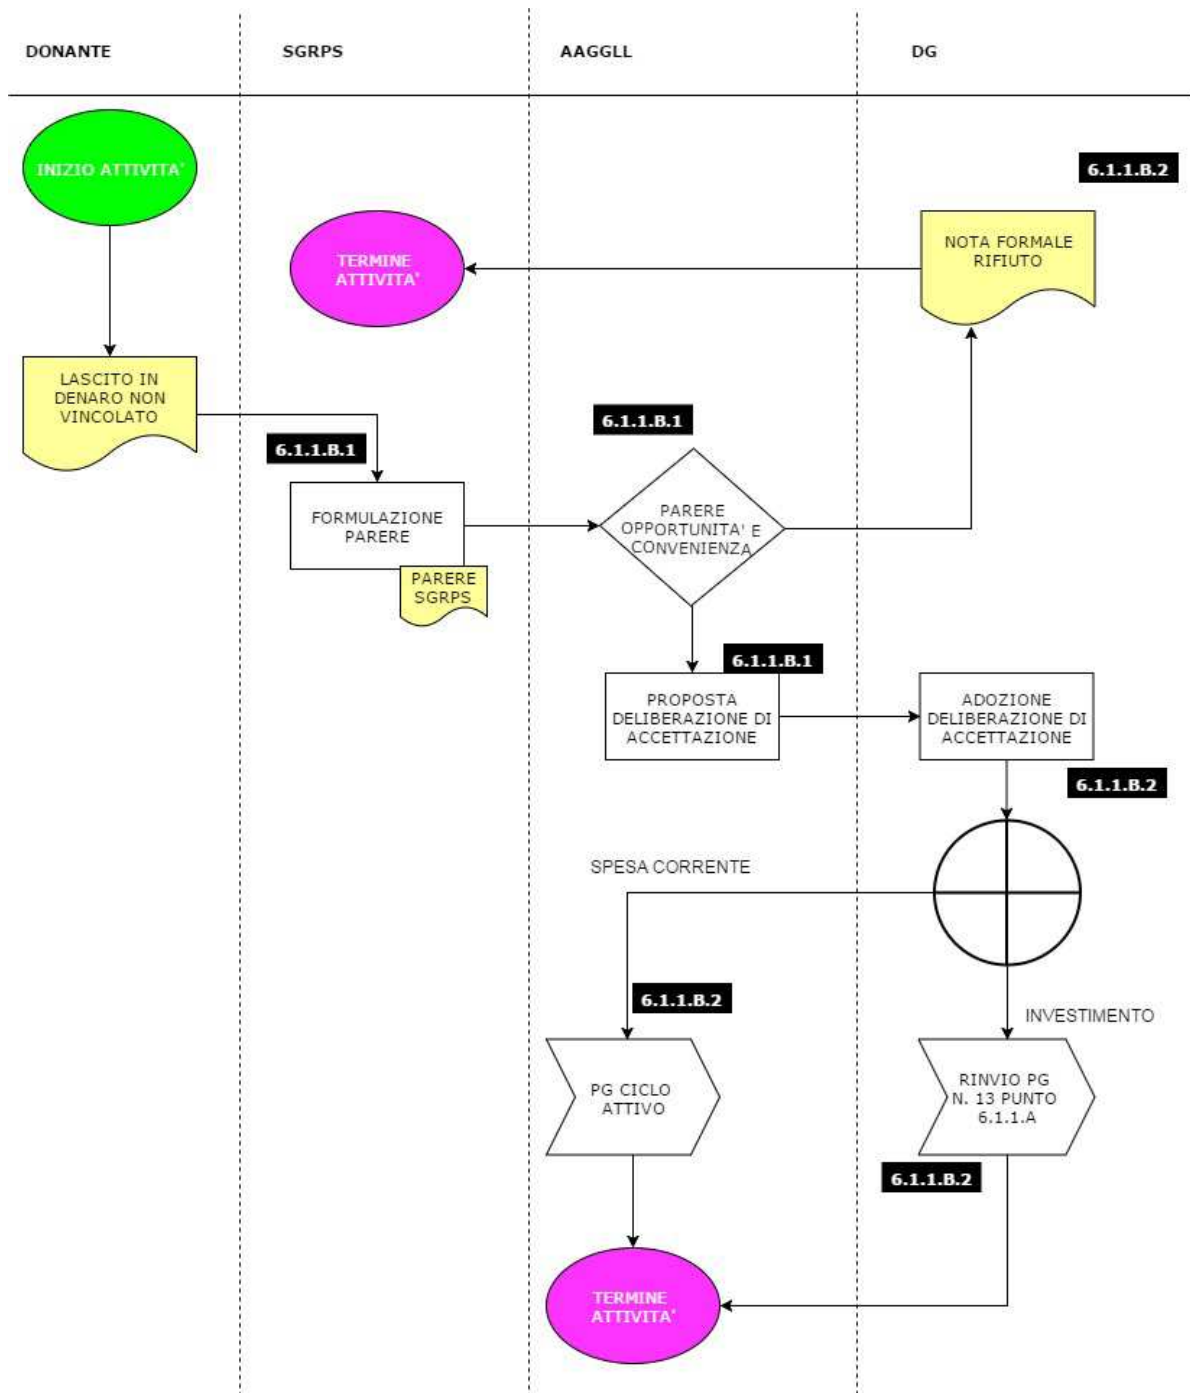 DONANTE
SGRPS
AAGGLL
DG
INIZIO ATTIVITA'
6.1.1.B.2
NOTA FORMALE
RIFIUTO
TERMINE
ATTIVITA'
LASCITO IN
DENARO NON
VINCOLATO
6.1.1.B.1
6.1.1.B.1
FORMULAZIONE
PARERE
PARERE
OPPORTUNITA' E
CONVENIENZA
PARERE
SGRPS
6.1.1.B.1
PROPOSTA
DELIBERAZIONE DI
ACCETTAZIONE
ADOZIONE
DELIBERAZIONE DI
ACCETTAZIONE
6.1.1.B.2
SPESA CORRENTE
6.1.1.B.2
INVESTIMENTO
PG CICLO
ATTIVO
RINVIO PG
N. 13 PUNTO
6.1.1.A
6.1.1.B.2
TERMINE
ATTIVITA'